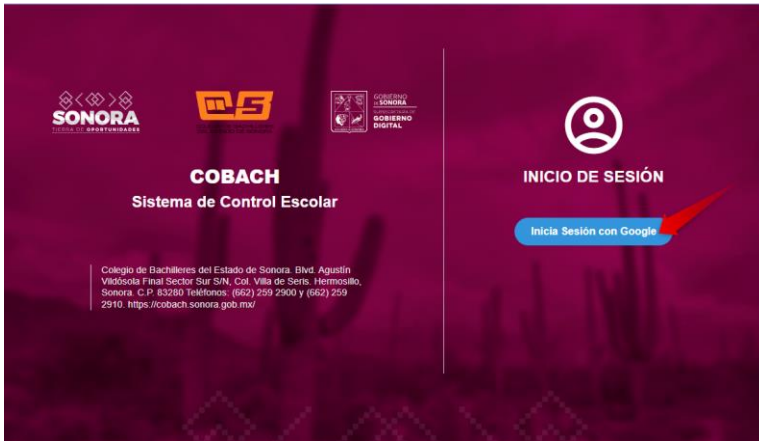 SONORA
TIERRA DE OPORTUNIDADES
GOBIERNO
DE SONORA
GOBIERNO
DIGITAL
COBACH
Sistema de Control Escolar
Colegio de Bachilleres del Estado de Sonora. Blvd. Agustín
Vildósola Final Sector Sur S/N, Col. Villa de Seris. Hermosillo,
Sonora. C.P. 83280 Teléfonos: (662) 259 2900 y (662) 259
2910. https://cobach.sonora.gob.mx/
INICIO DE SESIÓN
Inicia Sesión con Google